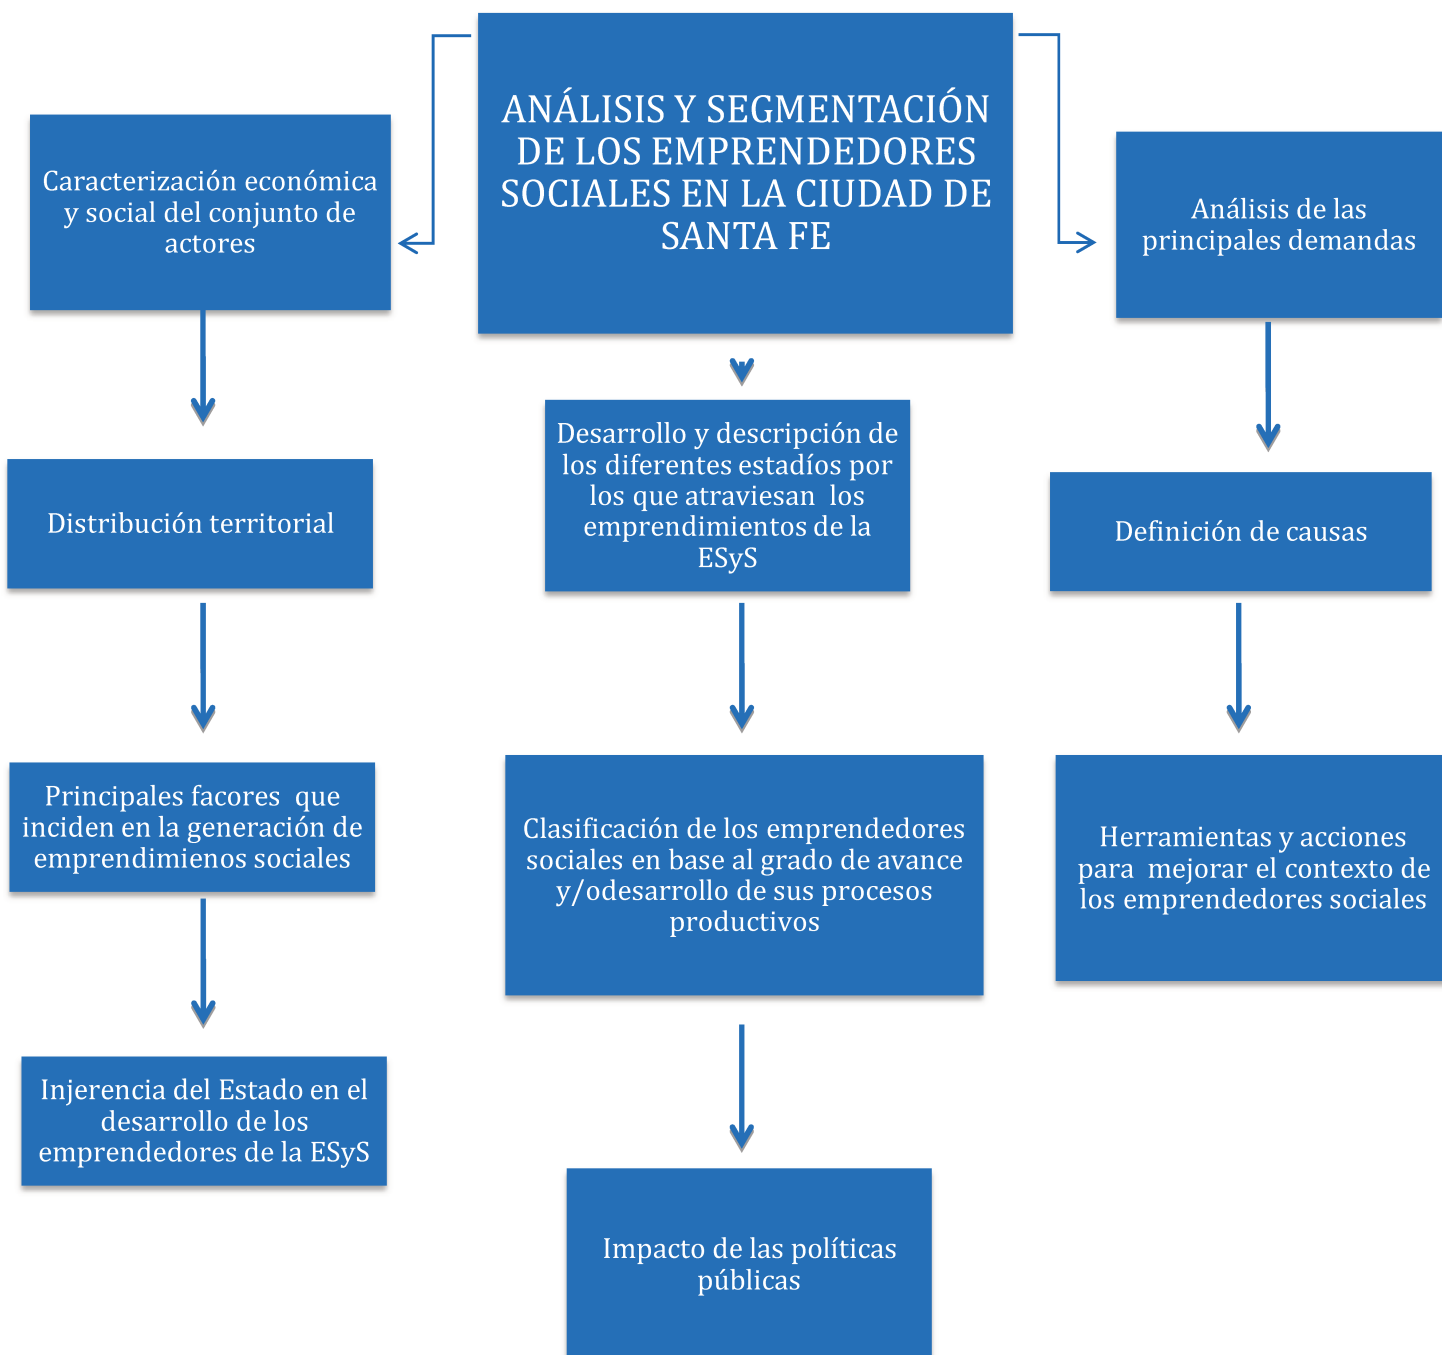 ANÁLISIS Y SEGMENTACIÓN
DE LOS EMPRENDEDORES
SOCIALES EN LA CIUDAD DE
SANTA FE
Caracterización económica
y social del conjunto de
actores
Distribución territorial
Principales facores que
inciden en la generación de
emprendimienos sociales
Injerencia del Estado en el
desarrollo de los
emprendedores de la ESyS
Desarrollo y descripción de
los diferentes estadíos por
los que atraviesan los
emprendimientos de la
ESyS
Clasificación de los emprendedores
sociales en base al grado de avance
y/odesarrollo de sus procesos
productivos
Impacto de las políticas
públicas
Análisis de las
principales demandas
Definición de causas
Herramientas y acciones
para mejorar el contexto de
los emprendedores sociales